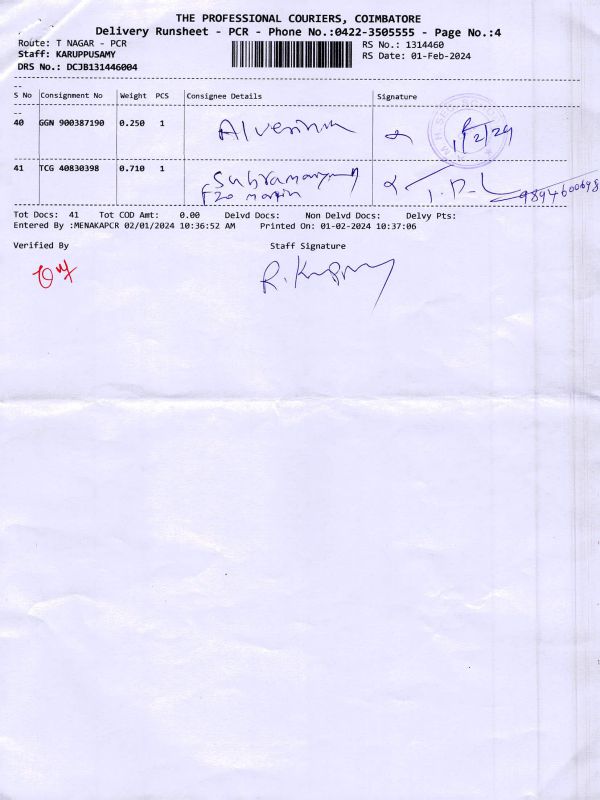 THE PROFESSIONAL COURIERS, COIMBATORE
Delivery Runsheet - PCR - Phone No.:0422-3505555 - Page No.:4
Route: T NAGAR - PCR
RS No.: 1314460
Staff: KARUPPUSAMY
RS Date: 01-Feb-2024
DRS No.: DCJB131446004
S No Consignment No Weight PCS Consignee Details Signature
40 GGN 900387190 0.250 1 1/2/24
41 TCG 40830398 0.710 1 Subramaniyam 9894600698
F20 martin
Tot Docs: 41 Tot COD Amt: 0.00 Delvd Docs: Non Delvd Docs: Delvy Pts:
Entered By :MENAKAPCR 02/01/2024 10:36:52 AM Printed On: 01-02-2024 10:37:06
Verified By Staff Signature